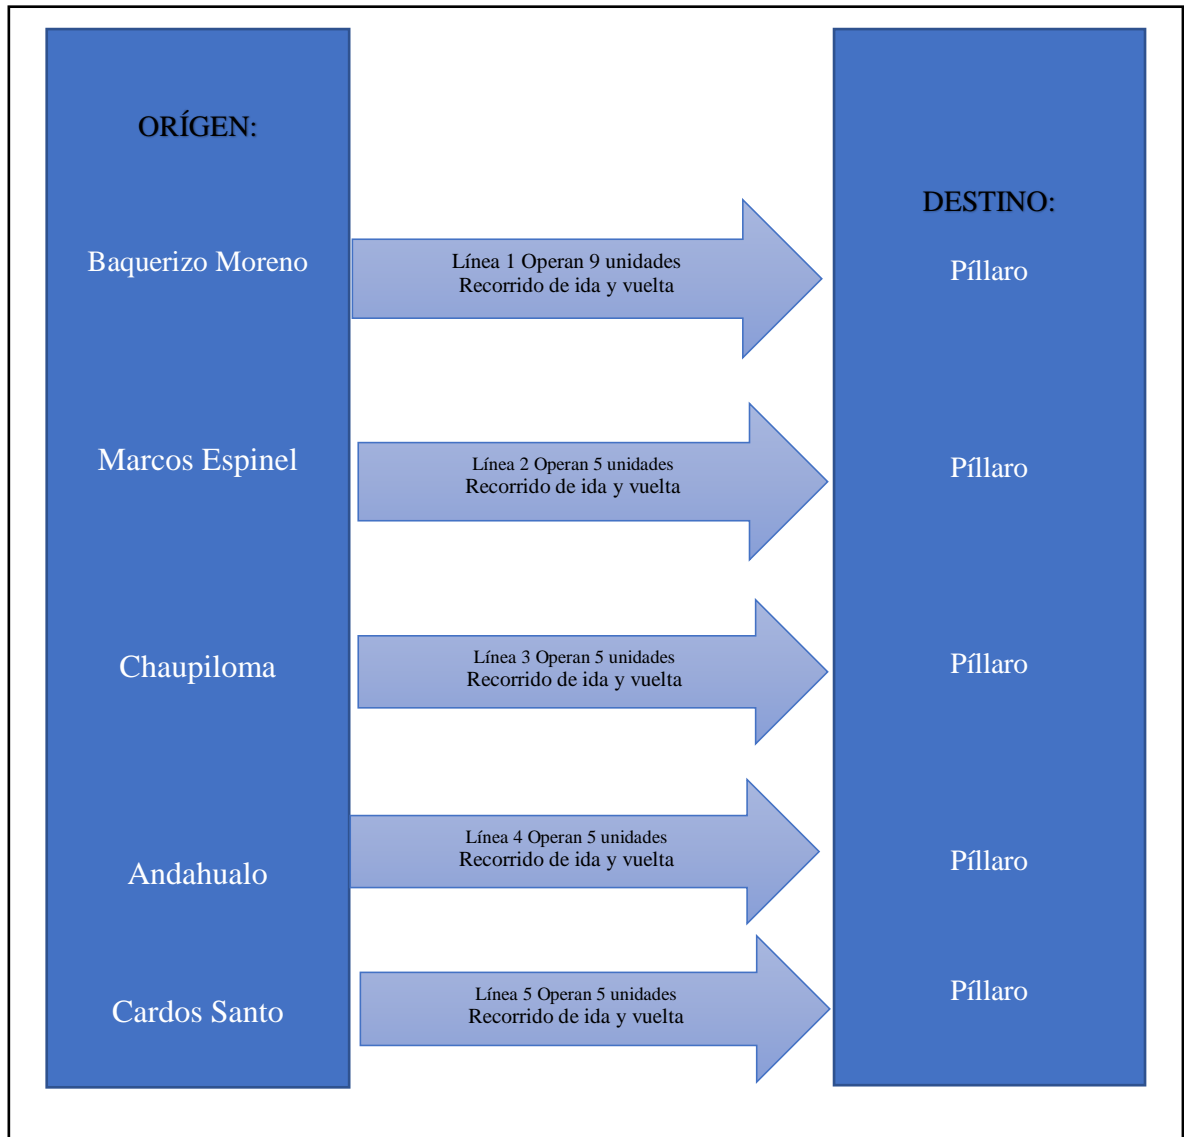 ORÍGEN:
DESTINO:
Baquerizo Moreno
Línea 1 Operan 9 unidades
Recorrido de ida y vuelta
Píllaro
Marcos Espinel
Línea 2 Operan 5 unidades
Recorrido de ida y vuelta
Píllaro
Chaupiloma
Línea 3 Operan 5 unidades
Recorrido de ida y vuelta
Píllaro
Andahualo
Línea 4 Operan 5 unidades
Recorrido de ida y vuelta
Píllaro
Cardos Santo
Línea 5 Operan 5 unidades
Recorrido de ida y vuelta
Píllaro